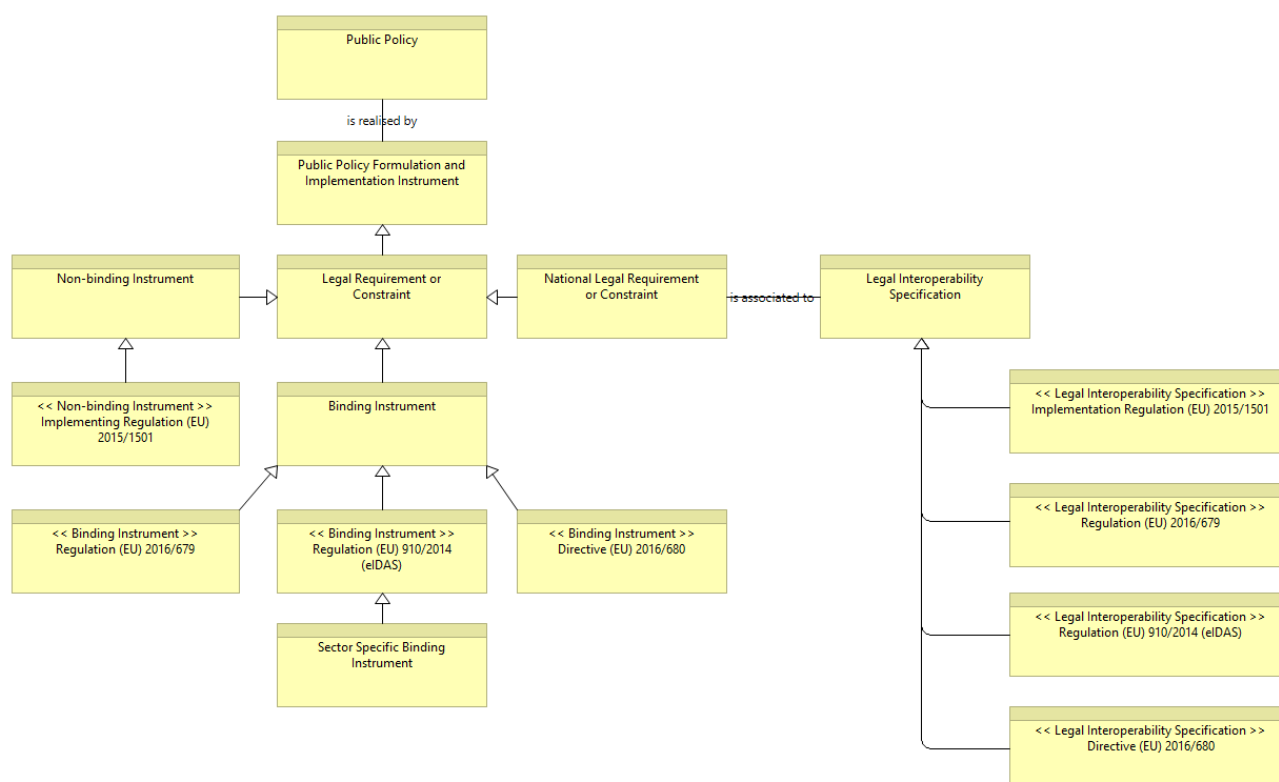 Public Policy
is realised by
Public Policy Formulation and
Implementation Instrument
Non-binding Instrument
Legal Requirement or
Constraint
National Legal Requirement
or Constraint
is associated to
Legal Interoperability
Specification
<< Non-binding Instrument >>
Implementing Regulation (EU)
2015/1501
Binding Instrument
<< Legal Interoperability Specification >>
Implementation Regulation (EU) 2015/1501
<< Binding Instrument >>
Regulation (EU) 2016/679
<< Binding Instrument >>
Regulation (EU) 910/2014
(eIDAS)
<< Binding Instrument >>
Directive (EU) 2016/680
<< Legal Interoperability Specification >>
Regulation (EU) 2016/679
Sector Specific Binding
Instrument
<< Legal Interoperability Specification >>
Regulation (EU) 910/2014 (eIDAS)
<< Legal Interoperability Specification >>
Directive (EU) 2016/680